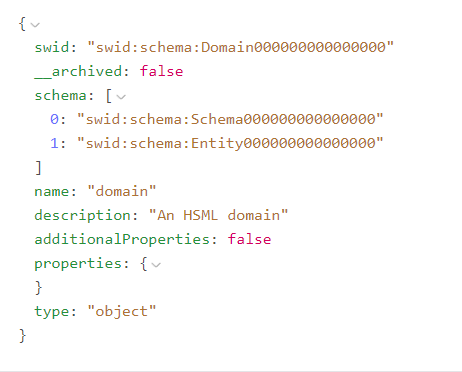 {
swid: "swid:schema:Domain000000000000000"
__archived: false
schema: [
0: "swid:schema:Schema000000000000000"
1: "swid:schema:Entity000000000000000"
]
name: "domain"
description: "An HSML domain"
additionalProperties: false
properties: {
}
type: "object"
}